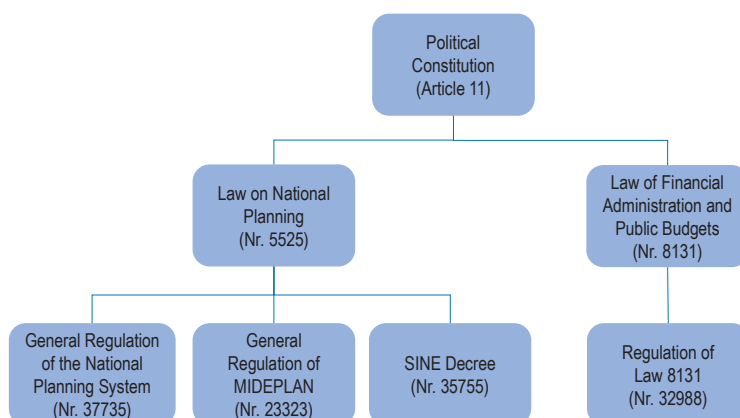 Political
Constitution
(Article 11)
Law on National
Planning
(Nr. 5525)
Law of Financial
Administration and
Public Budgets
(Nr. 8131)
General Regulation
of the National
Planning System
(Nr. 37735)
General
Regulation of
MIDEPLAN
(Nr. 23323)
SINE Decree
(Nr. 35755)
Regulation of
Law 8131
(Nr. 32988)